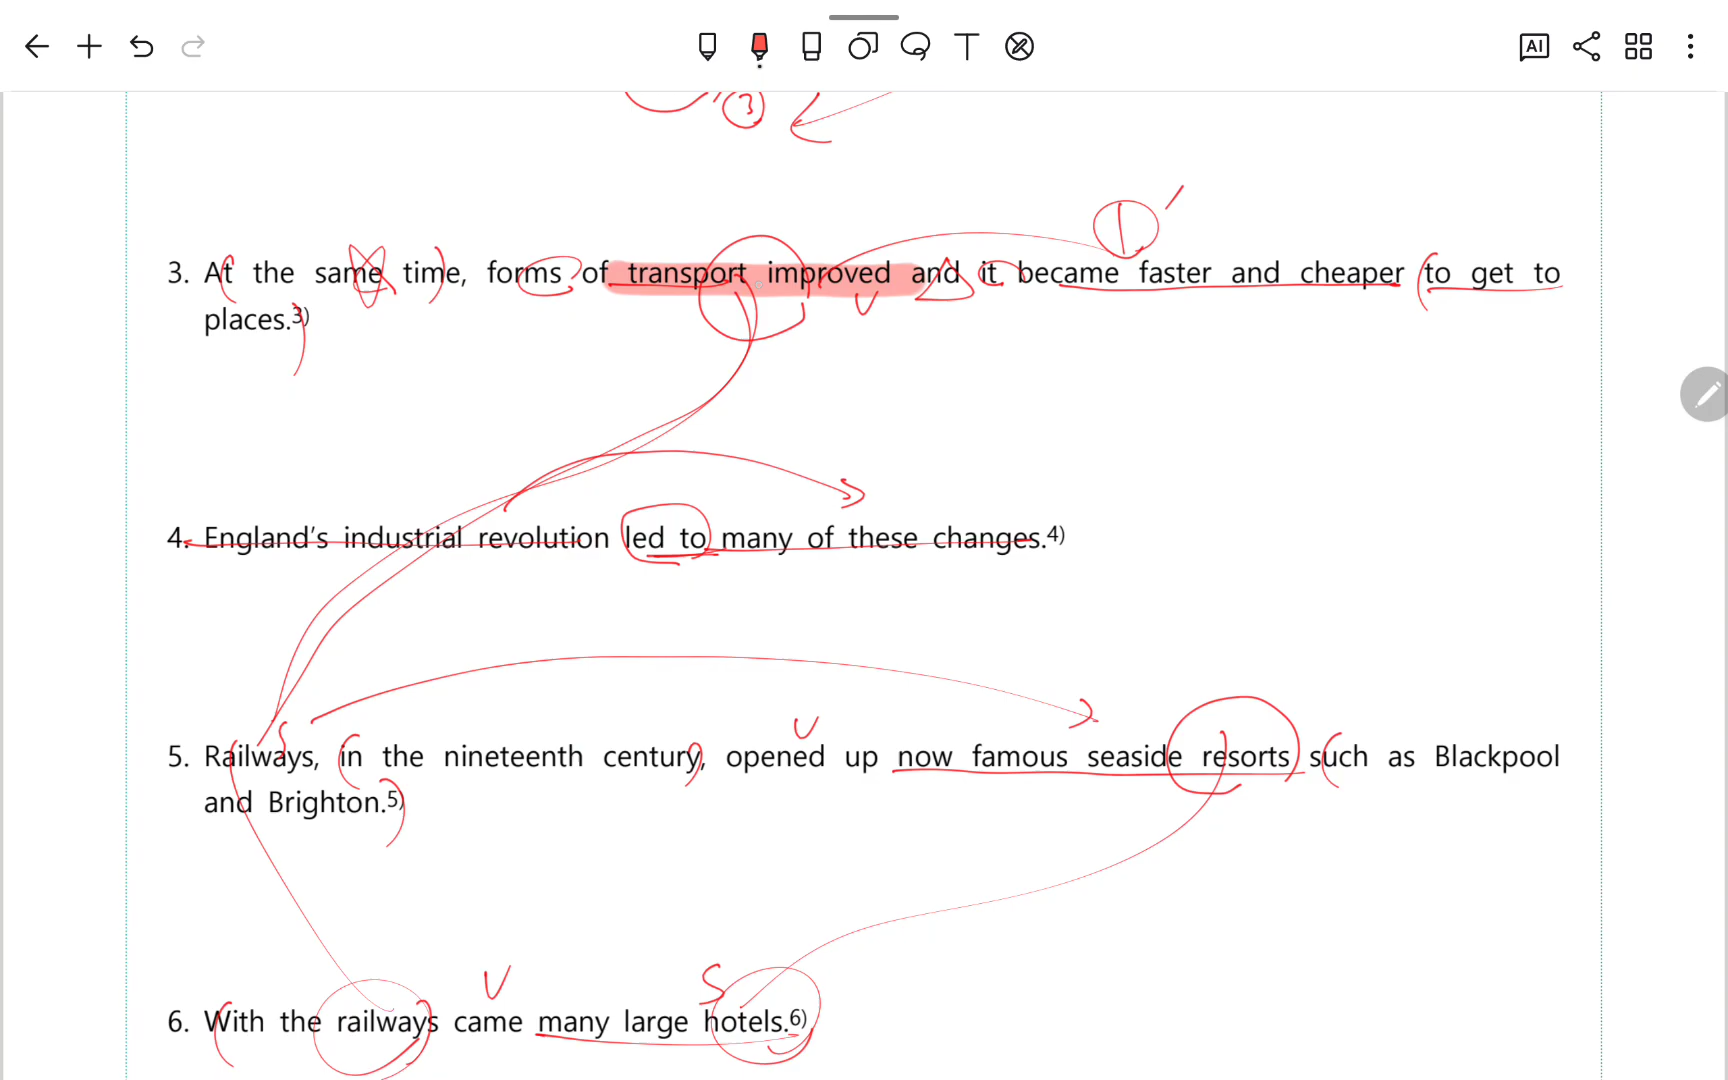 AI
③
①′
3. At the same time, forms of transport improved and it became faster and cheaper to get to
places.3)
V
4. England's industrial revolution led to many of these changes.4)
S
V
5. Railways, in the nineteenth century, opened up now famous seaside resorts such as Blackpool
and Brighton.5)
V S
6. With the railways came many large hotels.6)